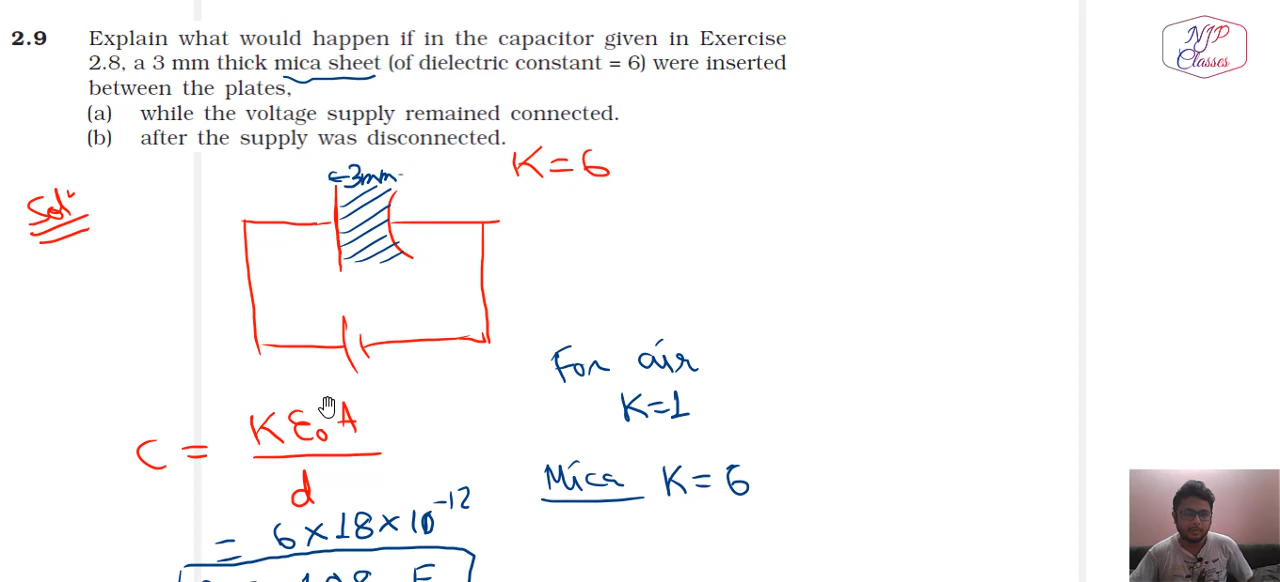 2.9 Explain what would happen if in the capacitor given in Exercise
2.8, a 3 mm thick mica sheet (of dielectric constant = 6) were inserted
between the plates,
(a) while the voltage supply remained connected.
(b) after the supply was disconnected.
NJP
Classes
K=6
3mm
Sol
For air
K=1
C = Kε₀A
d
Mica K=6
= 6×18×10⁻¹²
108 F